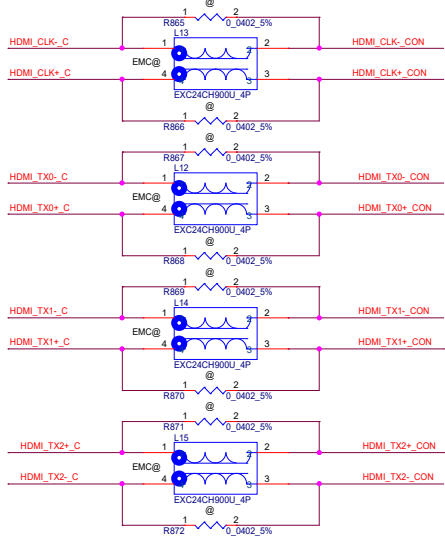 @
1 2
R865 0_0402_5%
L13
HDMI_CLK-_C 1 2 HDMI_CLK-_CON
EMC@
HDMI_CLK+_C 4 3 HDMI_CLK+_CON
EXC24CH900U_4P
@
1 2
R866 0_0402_5%
@
1 2
R867 0_0402_5%
L12
HDMI_TX0-_C 1 2 HDMI_TX0-_CON
EMC@
HDMI_TX0+_C 4 3 HDMI_TX0+_CON
EXC24CH900U_4P
@
1 2
R868 0_0402_5%
@
1 2
R869 0_0402_5%
L14
HDMI_TX1-_C 1 2 HDMI_TX1-_CON
EMC@
HDMI_TX1+_C 4 3 HDMI_TX1+_CON
EXC24CH900U_4P
@
1 2
R870 0_0402_5%
@
1 2
R871 0_0402_5%
L15
HDMI_TX2+_C 1 2 HDMI_TX2+_CON
EMC@
HDMI_TX2-_C 4 3 HDMI_TX2-_CON
EXC24CH900U_4P
@
1 2
R872 0_0402_5%